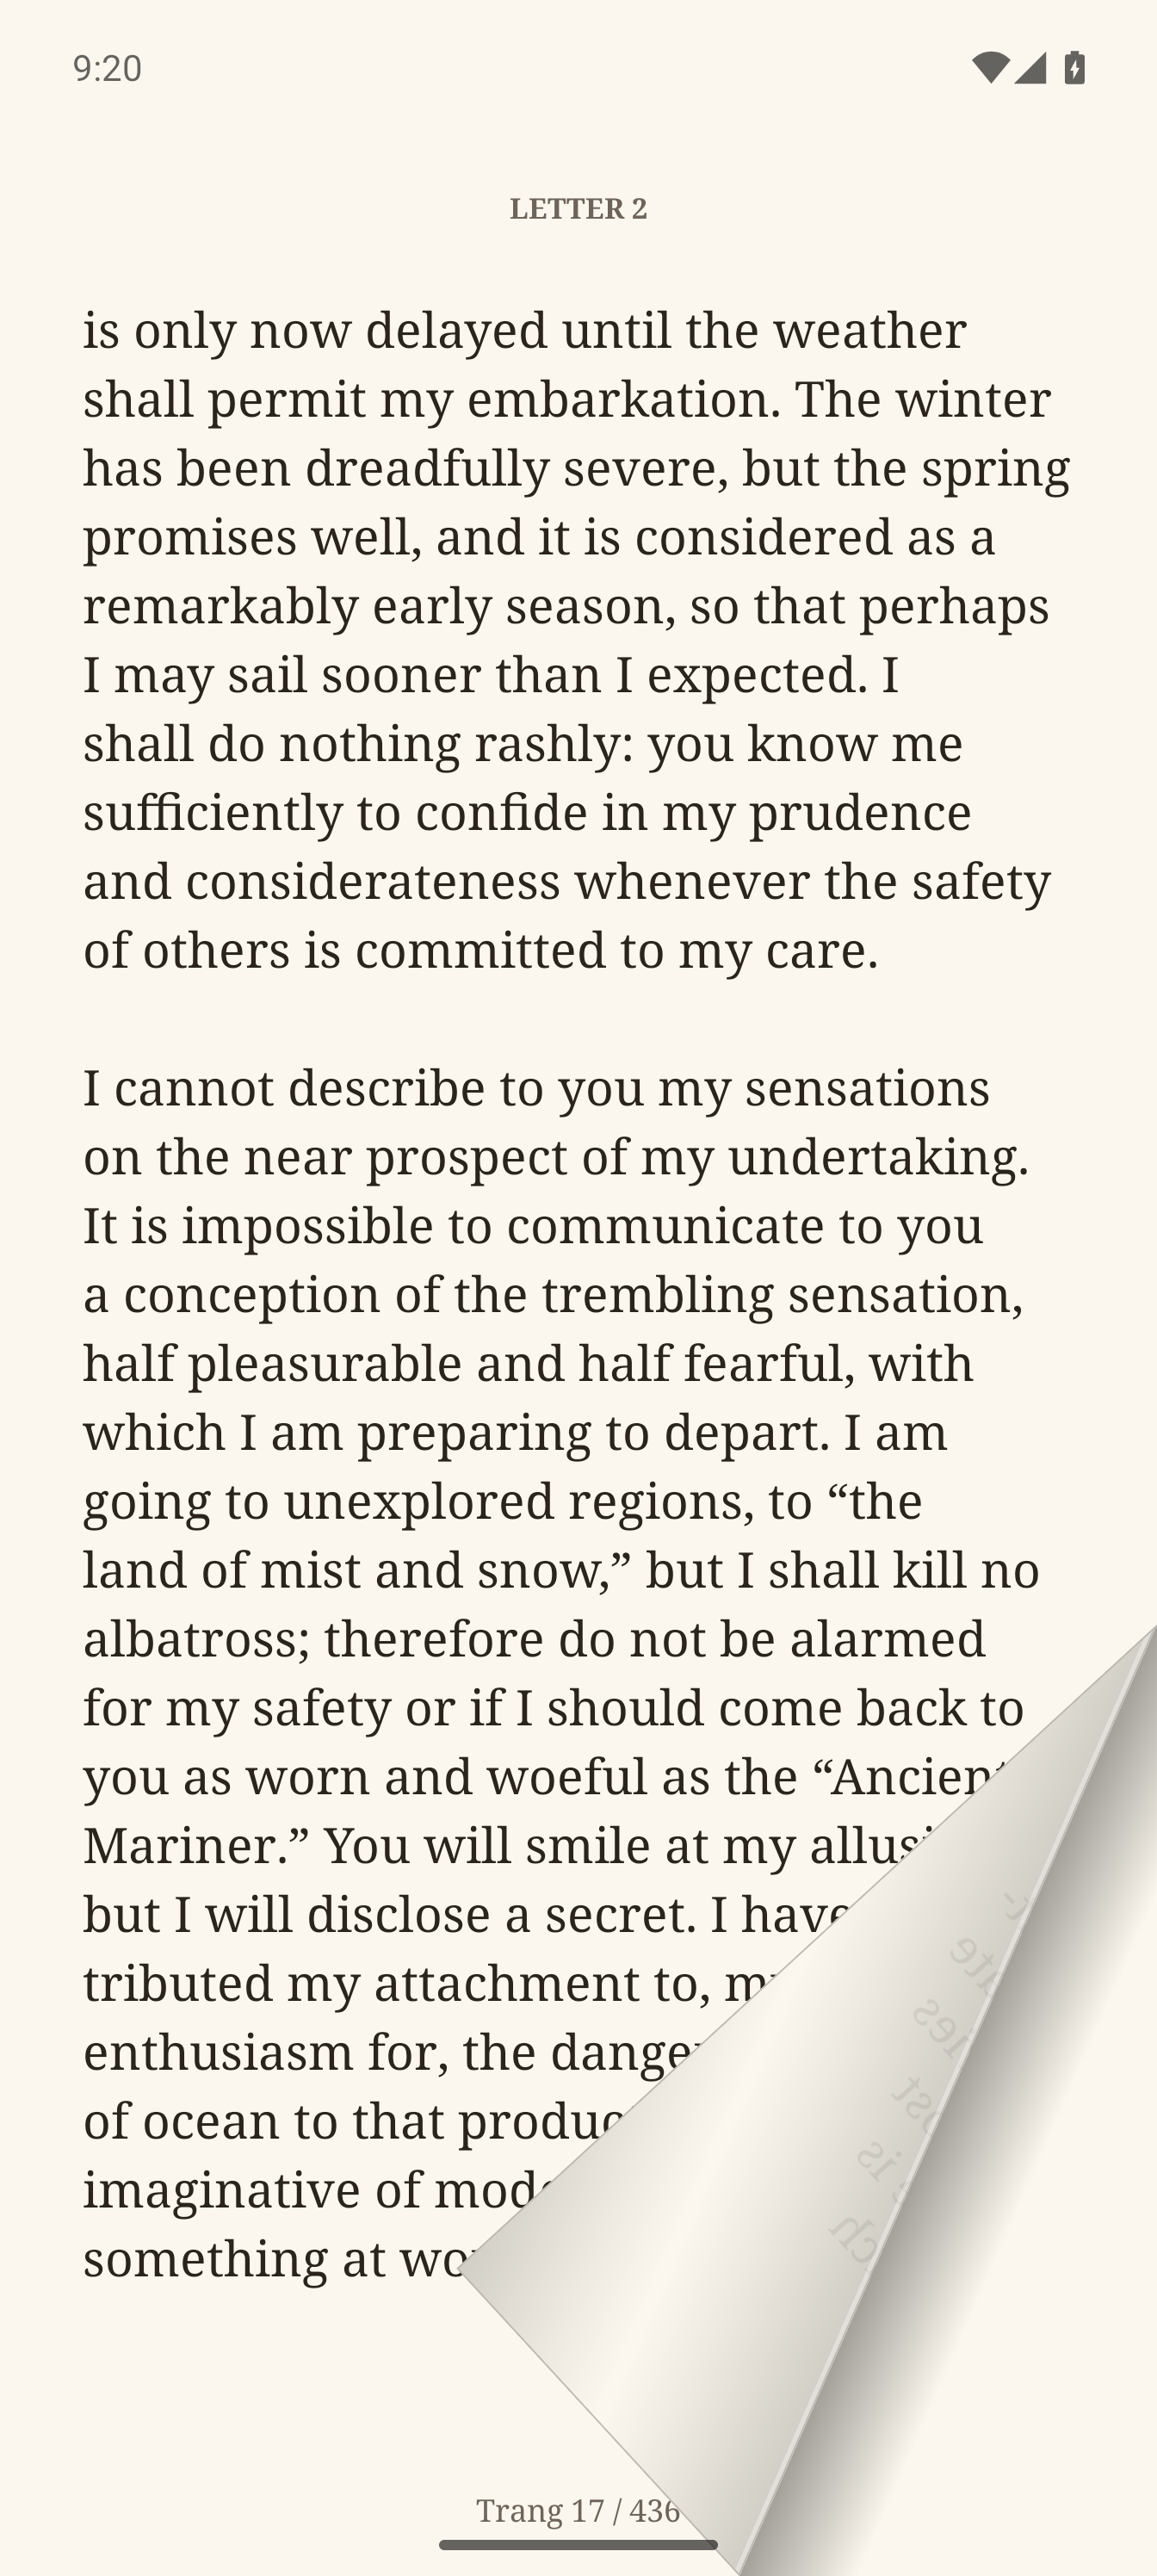 9:20
LETTER 2
is only now delayed until the weather
shall permit my embarkation. The winter
has been dreadfully severe, but the spring
promises well, and it is considered as a
remarkably early season, so that perhaps
I may sail sooner than I expected. I
shall do nothing rashly: you know me
sufficiently to confide in my prudence
and considerateness whenever the safety
of others is committed to my care.
I cannot describe to you my sensations
on the near prospect of my undertaking.
It is impossible to communicate to you
a conception of the trembling sensation,
half pleasurable and half fearful, with
which I am preparing to depart. I am
going to unexplored regions, to “the
land of mist and snow,” but I shall kill no
albatross; therefore do not be alarmed
for my safety or if I should come back to
you as worn and woeful as the “Ancient
Mariner.” You will smile at my
but I will disclose a secret. I have
tributed my attachment to,
enthusiasm for, the
of ocean to that
imaginative of
something at
Trang 17 / 436